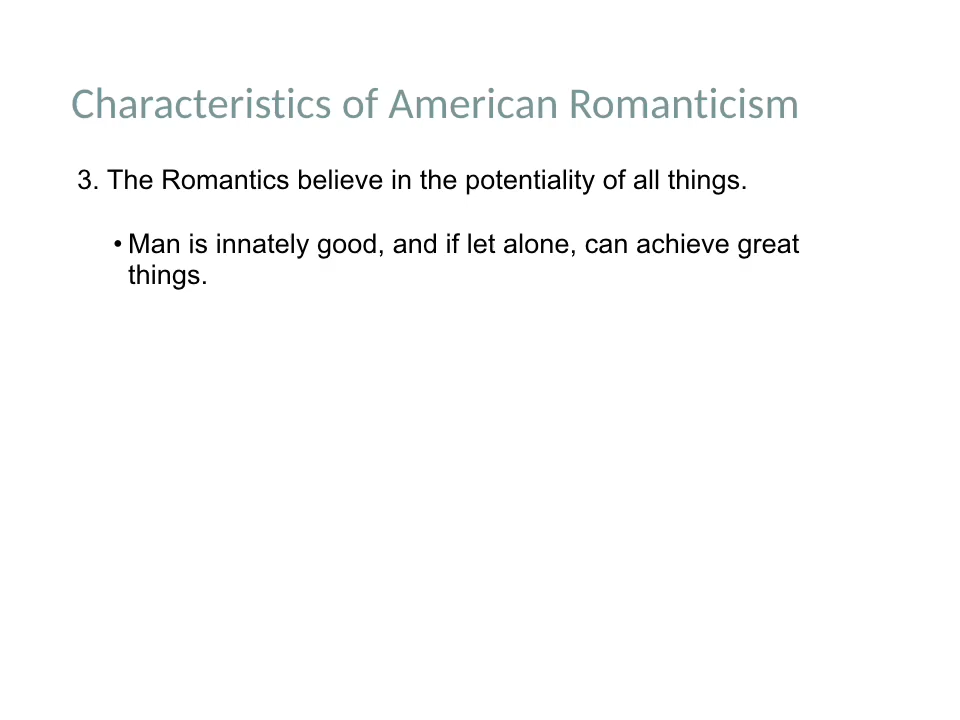 Characteristics of American Romanticism
3. The Romantics believe in the potentiality of all things.
• Man is innately good, and if let alone, can achieve great
things.